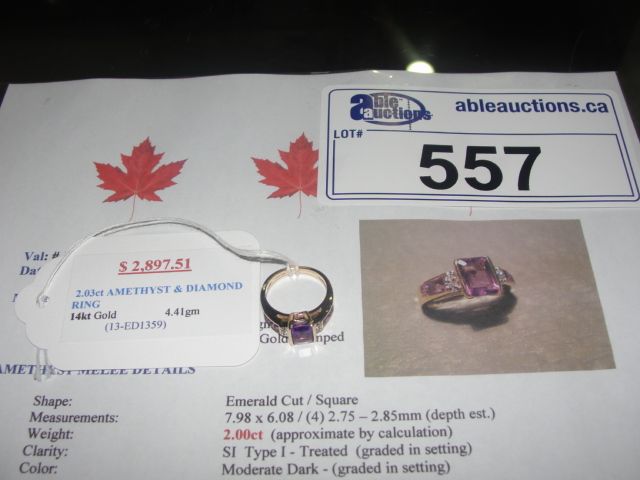 able auctions
ableauctions.ca
LOT#
557
Val: #
$ 2,897.51
2.03ct AMETHYST & DIAMOND
RING
14kt Gold 4.41gm
(13-ED1359)
AMETHYST MELEE DETAILS
Shape: Emerald Cut / Square
Measurements: 7.98 x 6.08 / (4) 2.75 – 2.85mm (depth est.)
Weight: 2.00ct (approximate by calculation)
Clarity: SI Type I - Treated (graded in setting)
Color: Moderate Dark - (graded in setting)